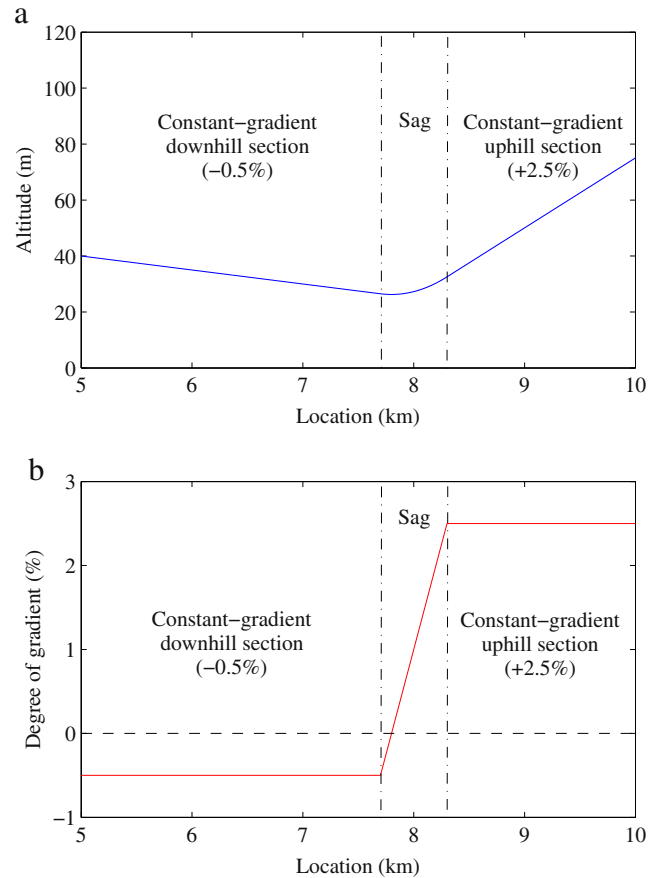 a
120
100
80
60
40
20
0
Altitude (m)
Constant−gradient
downhill section
(−0.5%)
Sag
Constant−gradient
uphill section
(+2.5%)
5 6 7 8 9 10
Location (km)
b
3
2
1
0
−1
Degree of gradient (%)
Sag
Constant−gradient
downhill section
(−0.5%)
Constant−gradient
uphill section
(+2.5%)
5 6 7 8 9 10
Location (km)